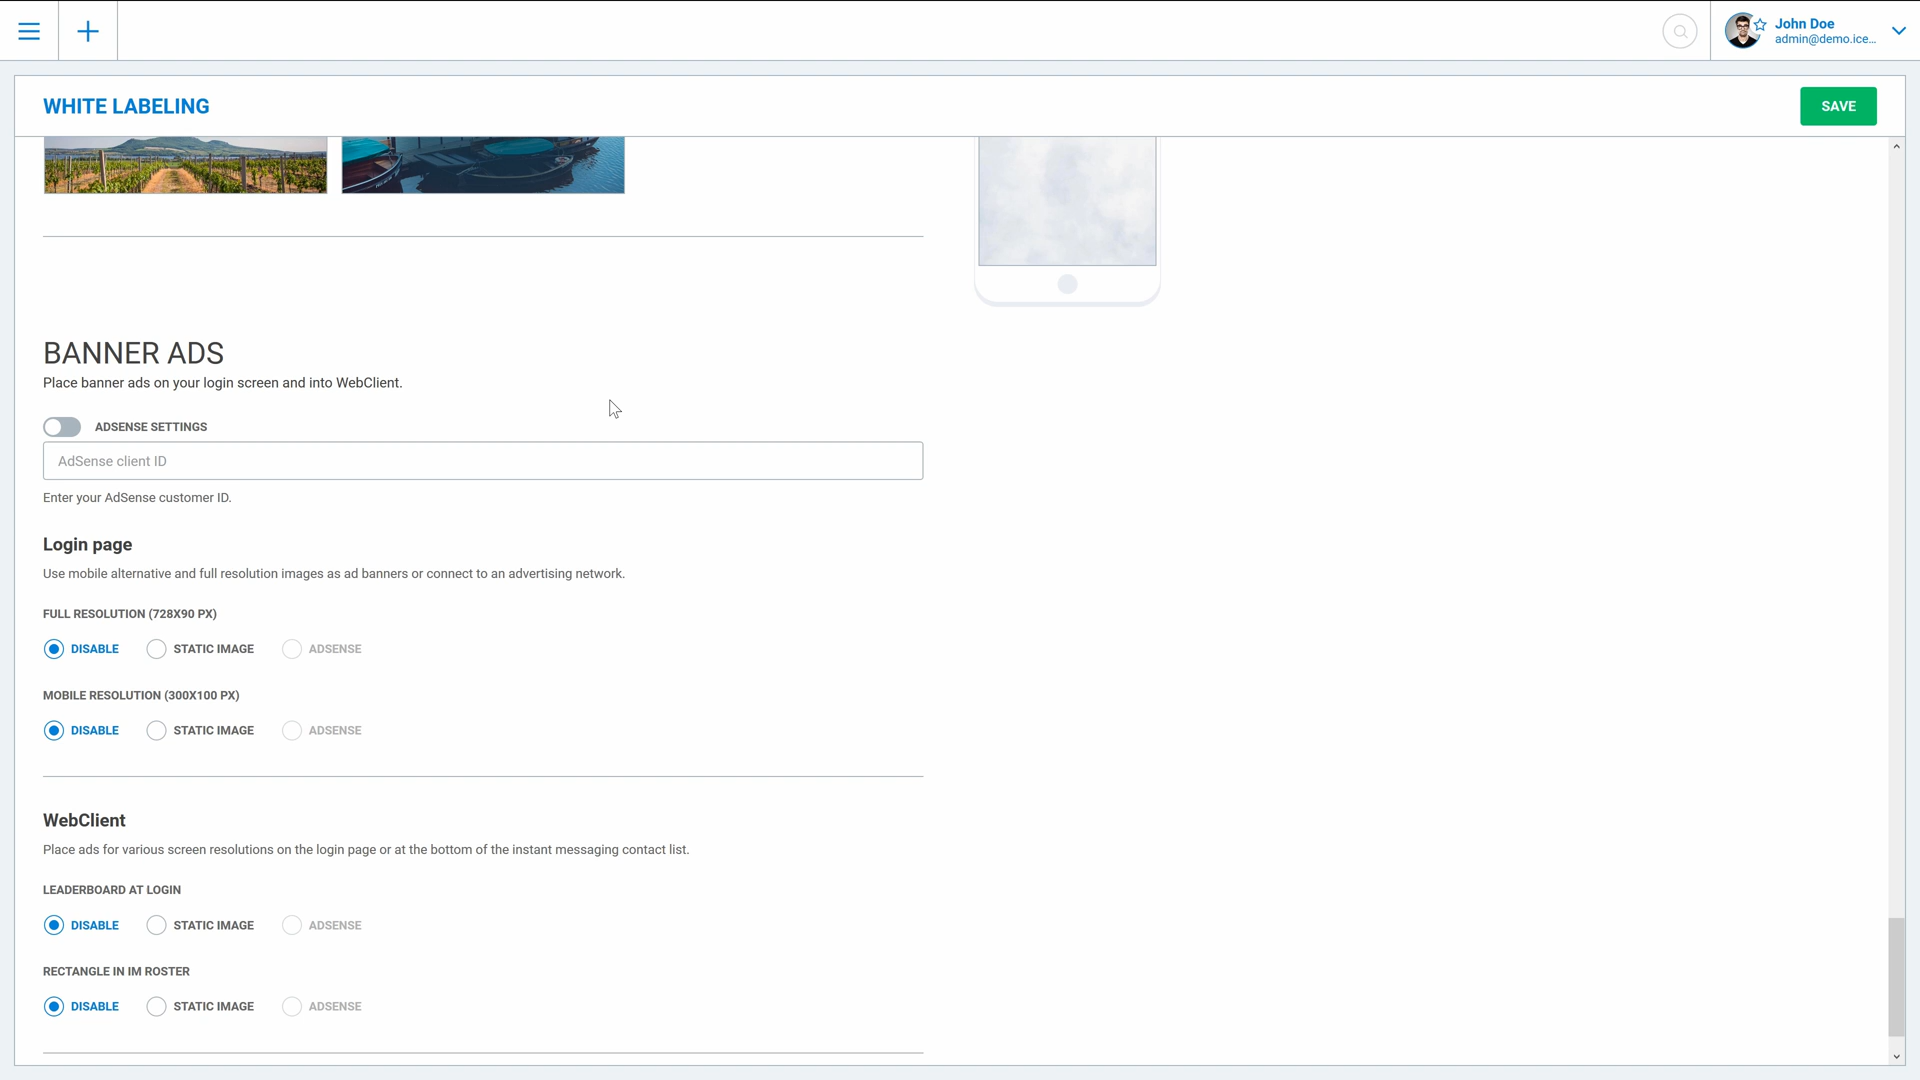 John Doe
admin@demo.ice...
WHITE LABELING
SAVE
BANNER ADS
Place banner ads on your login screen and into WebClient.
ADSENSE SETTINGS
AdSense client ID
Enter your AdSense customer ID.
Login page
Use mobile alternative and full resolution images as ad banners or connect to an advertising network.
FULL RESOLUTION (728X90 PX)
DISABLE STATIC IMAGE ADSENSE
MOBILE RESOLUTION (300X100 PX)
DISABLE STATIC IMAGE ADSENSE
WebClient
Place ads for various screen resolutions on the login page or at the bottom of the instant messaging contact list.
LEADERBOARD AT LOGIN
DISABLE STATIC IMAGE ADSENSE
RECTANGLE IN IM ROSTER
DISABLE STATIC IMAGE ADSENSE